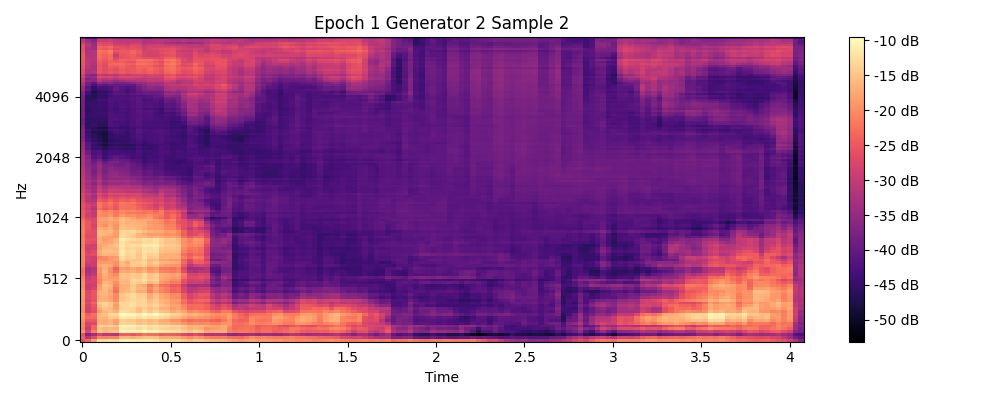 Epoch 1 Generator 2 Sample 2
Hz
4096
2048
1024
512
0
0
0.5
1
1.5
2
2.5
3
3.5
4
Time
-10 dB
-15 dB
-20 dB
-25 dB
-30 dB
-35 dB
-40 dB
-45 dB
-50 dB